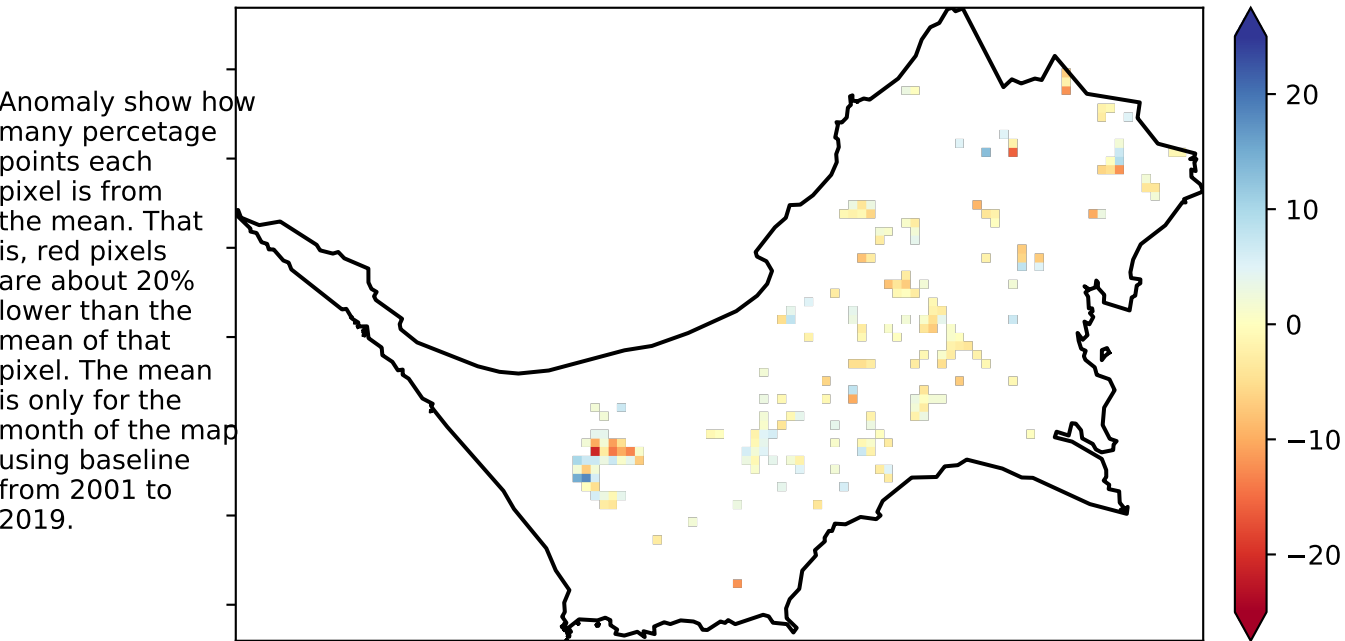 Anomaly show how
many percetage
points each
pixel is from
the mean. That
is, red pixels
are about 20%
lower than the
mean of that
pixel. The mean
is only for the
month of the map
using baseline
from 2001 to
2019.
20
10
0
−10
−20